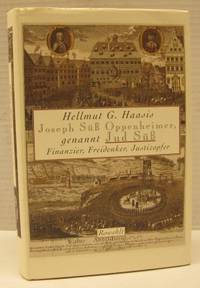 Hellmut G. Haasis
Joseph Süß Oppenheimer,
genannt Jud Süß
Finanzier, Freidenker, Justizopfer
Rowohlt